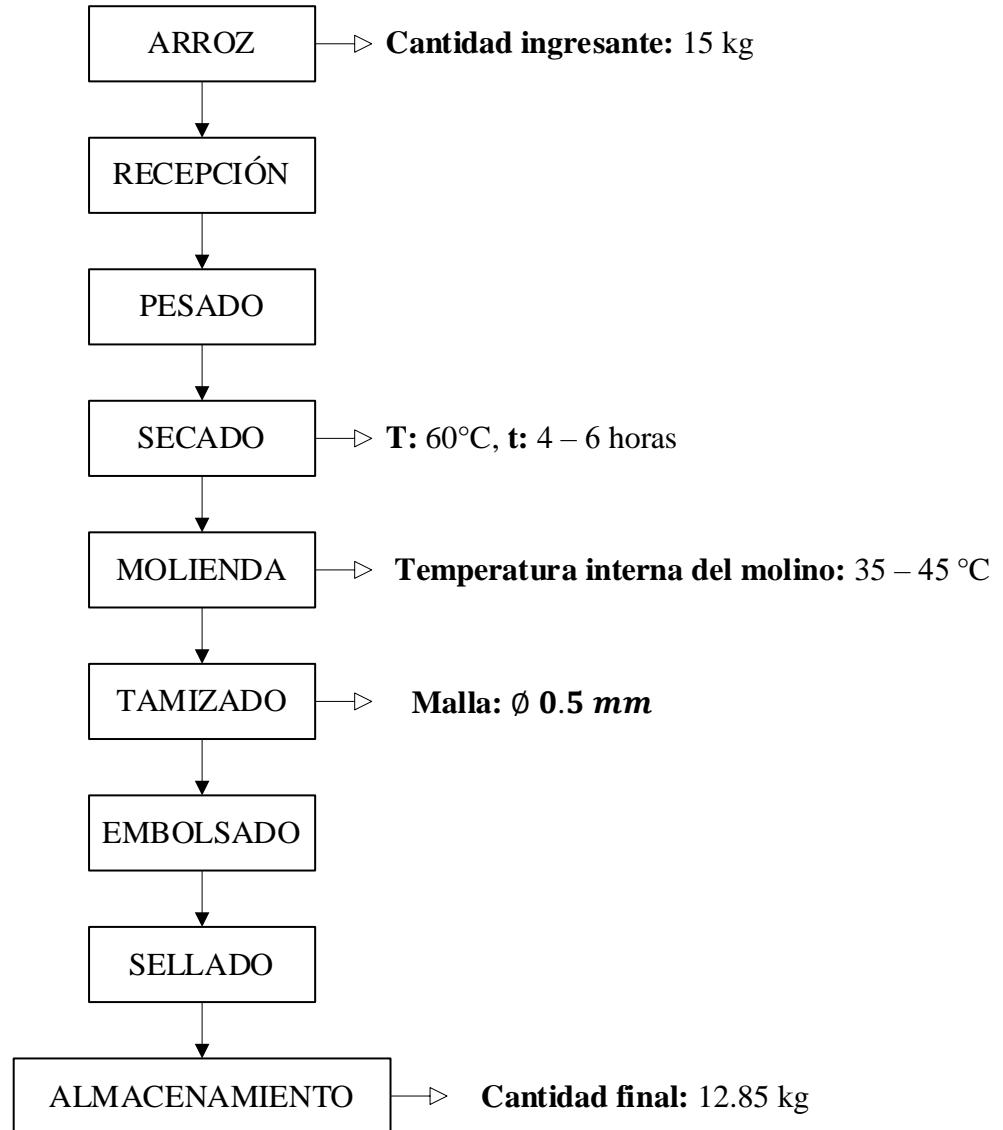 ARROZ
Cantidad ingresante: 15 kg
RECEPCIÓN
PESADO
SECADO
T: 60°C, t: 4 – 6 horas
MOLIENDA
Temperatura interna del molino: 35 – 45 °C
TAMIZADO
Malla: ∅ 0.5 mm
EMBOLSADO
SELLADO
ALMACENAMIENTO
Cantidad final: 12.85 kg